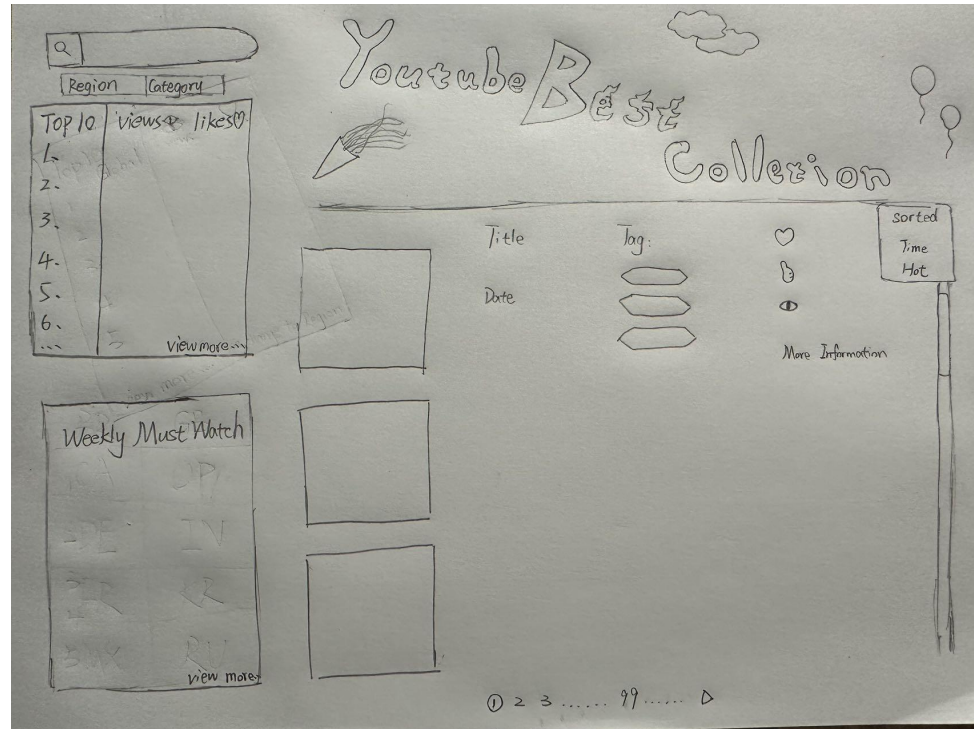 Youtube Best
Collection
Region Category
Top 10 views likes
1.
2.
3.
4.
5.
6.
...
view more...
Weekly Must Watch
view more..
sorted
Time
Hot
Title Tag:
Date
More Information
1 2 3 ...... 99 ......